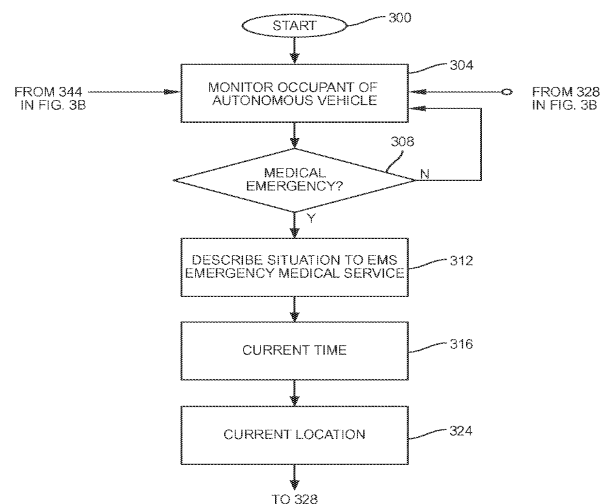 START
300
304
MONITOR OCCUPANT OF
AUTONOMOUS VEHICLE
FROM 344
IN FIG. 3B
FROM 328
IN FIG. 3B
308
MEDICAL
EMERGENCY?
N
Y
DESCRIBE SITUATION TO EMS
EMERGENCY MEDICAL SERVICE
312
CURRENT TIME
316
CURRENT LOCATION
324
TO 328